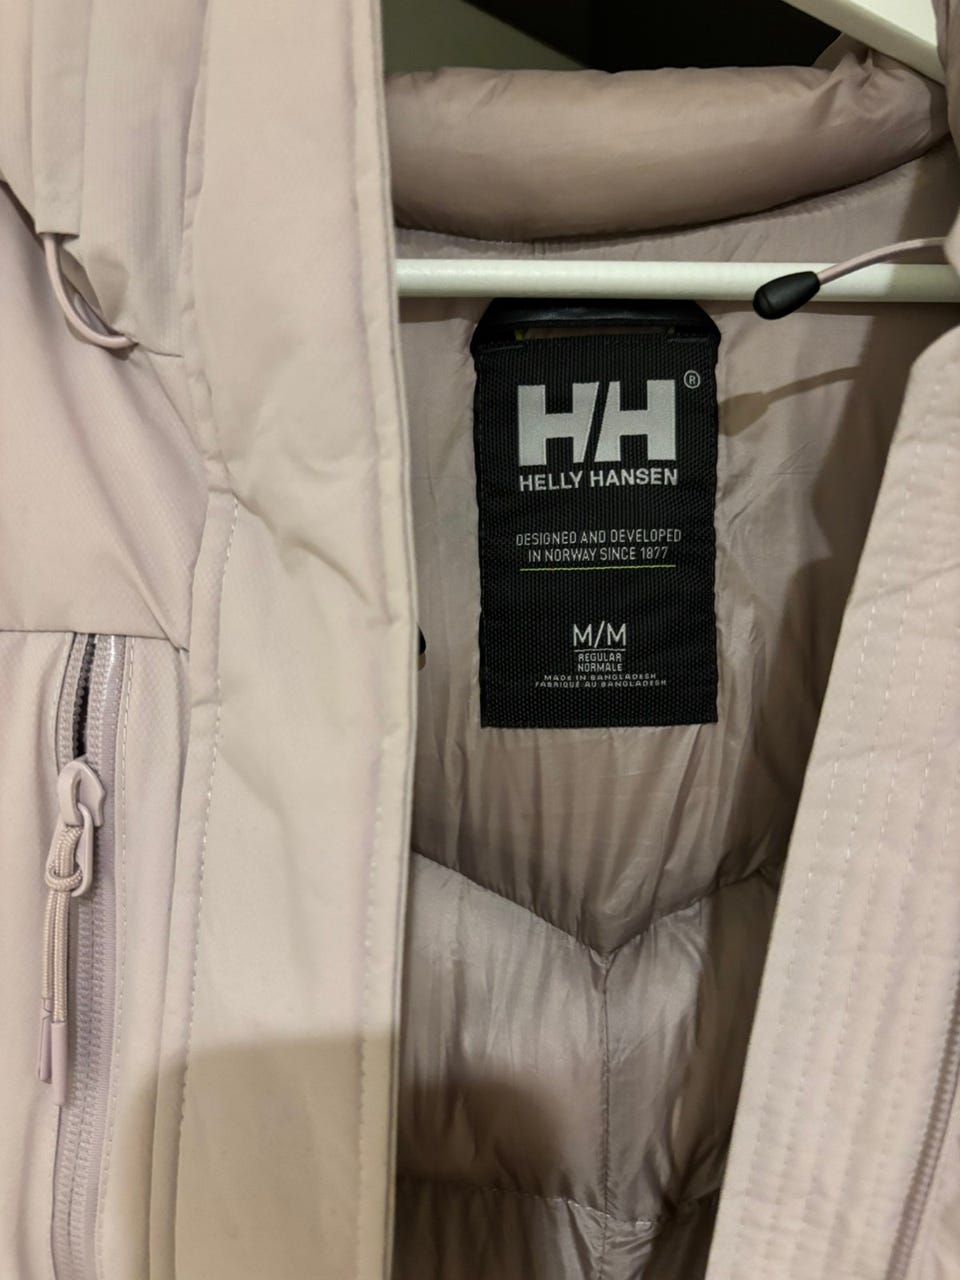 HH®
HELLY HANSEN
DESIGNED AND DEVELOPED
IN NORWAY SINCE 1877
M/M
REGULAR
NORMALE
MADE IN BANGLADESH
FABRIQUÉ AU BANGLADESH